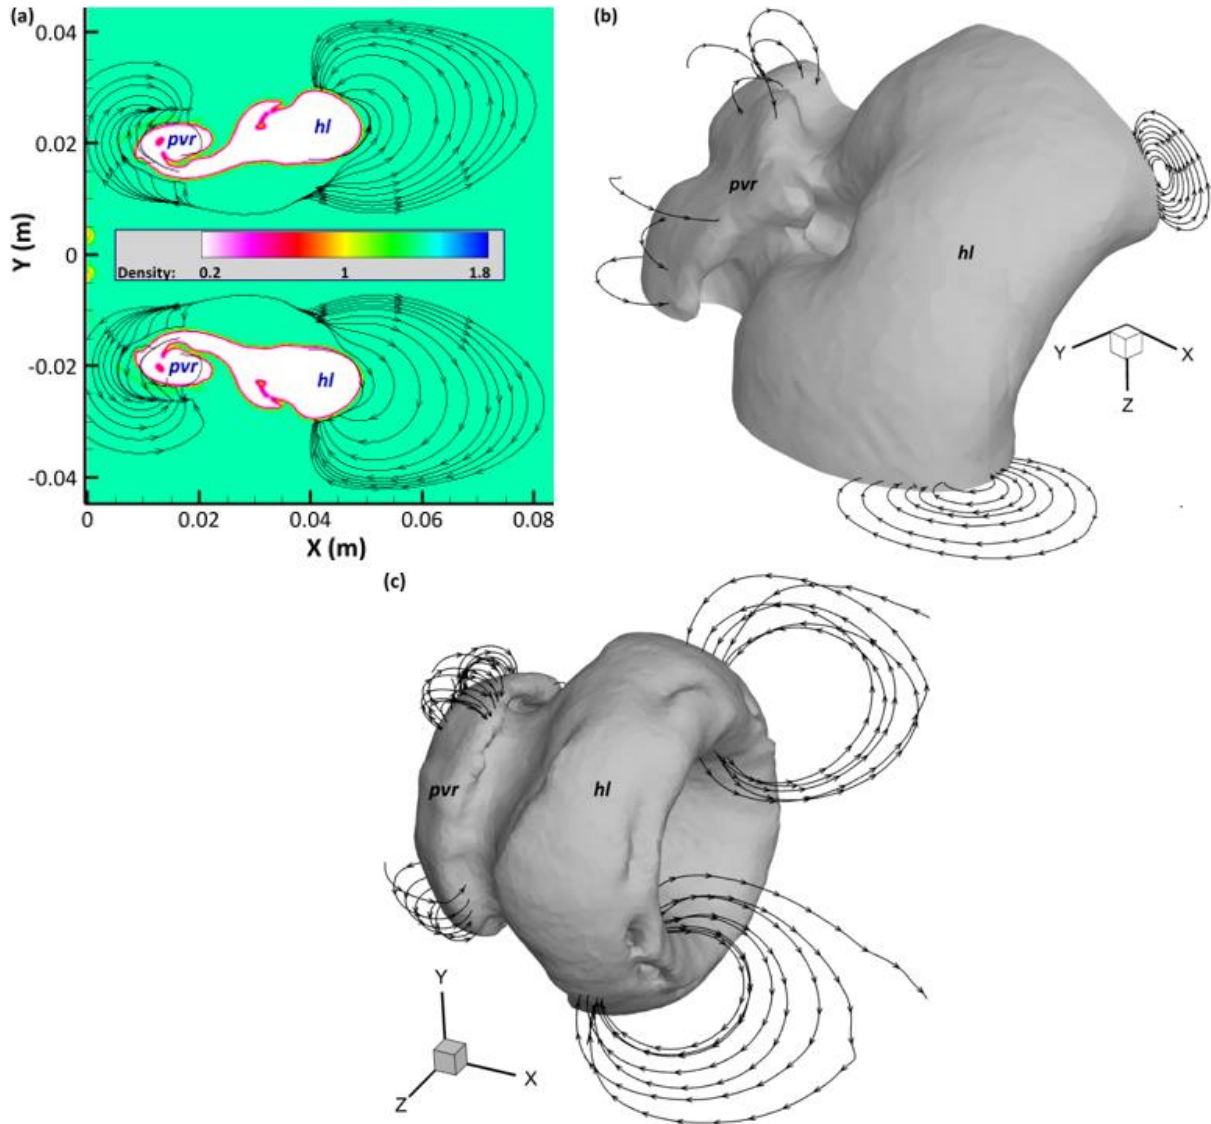 (a)
0.04
0.02
0
-0.02
-0.04
Y (m)
pvr
hl
Density: 0.2 1 1.8
pvr
hl
0 0.02 0.04 0.06 0.08
X (m)
(b)
pvr
hl
Y X
Z
(c)
pvr
hl
Y
X
Z